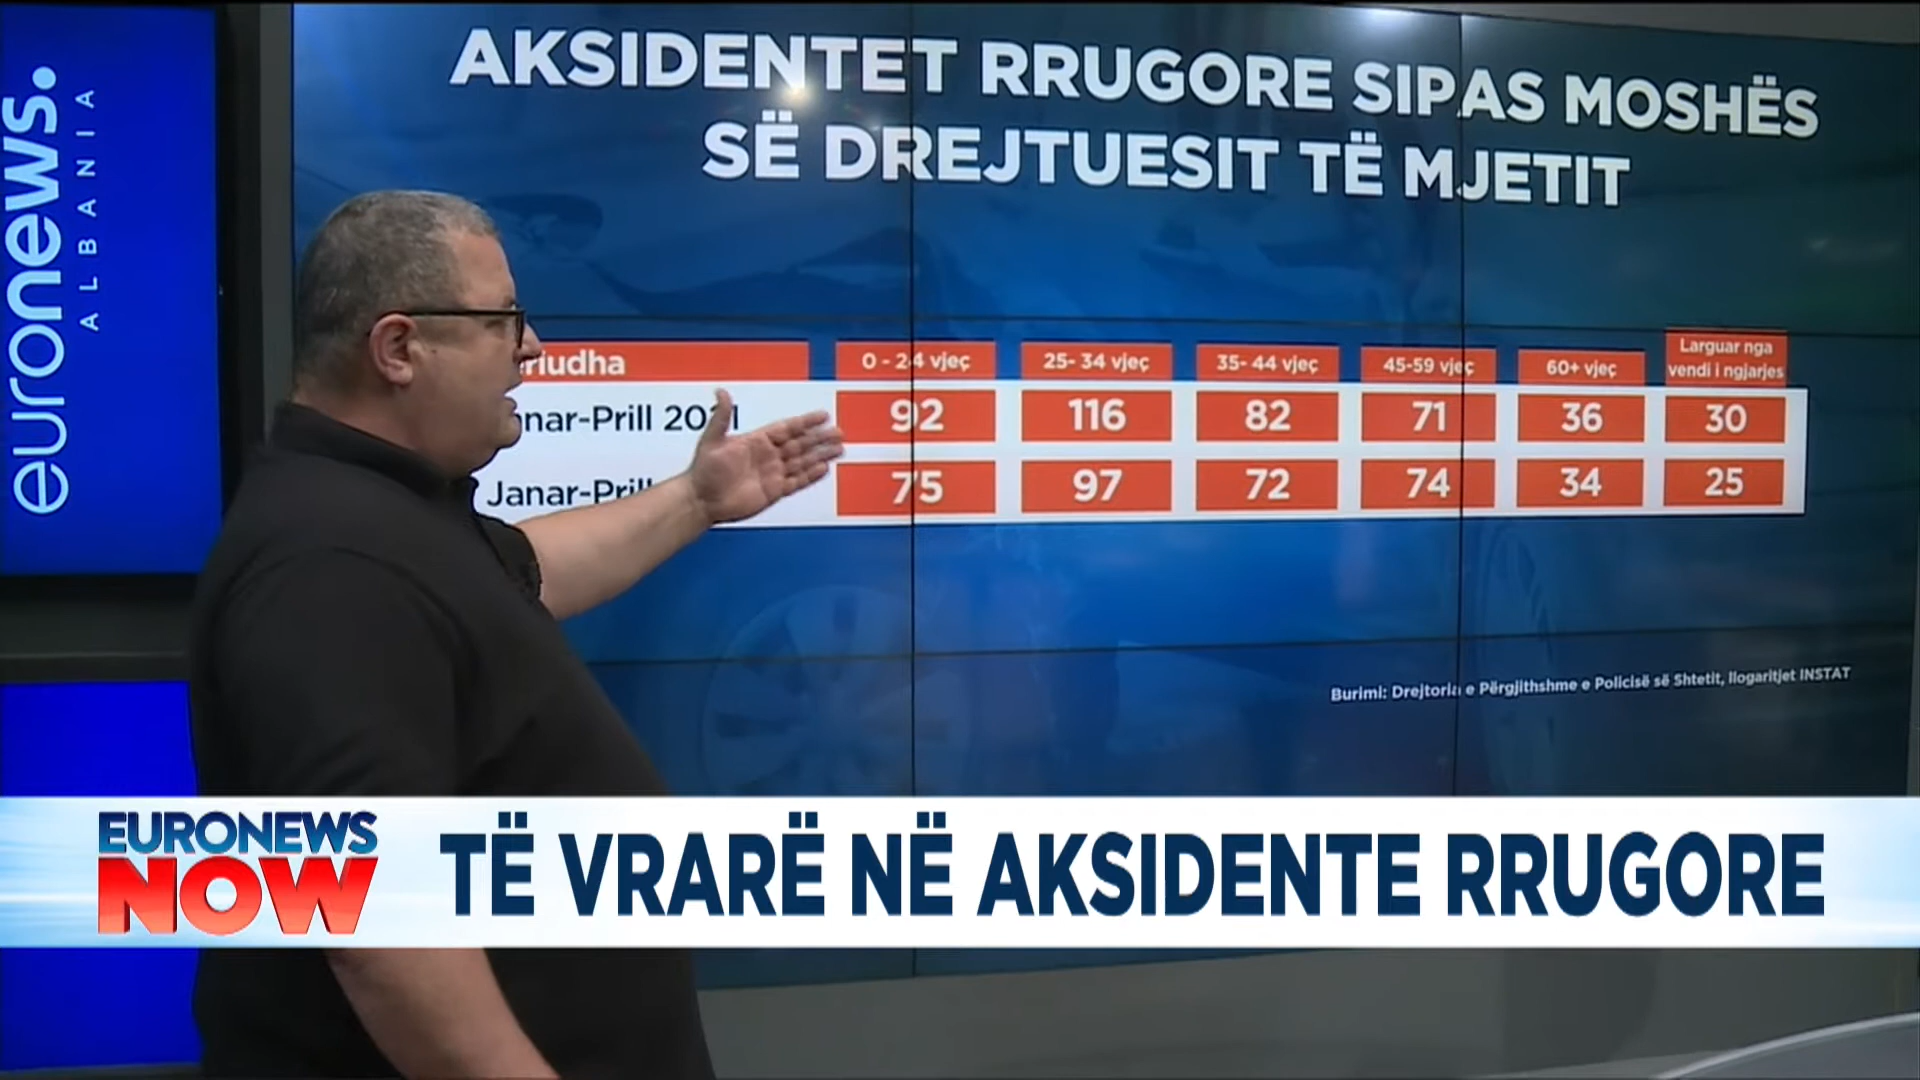 euronews.
ALBANIA
AKSIDENTET RRUGORE SIPAS MOSHËS
SË DREJTUESIT TË MJETIT
0 - 24 vjeç 25- 34 vjeç 35- 44 vjeç 45-59 vjeç 60+ vjeç Larguar nga
vendi i ngjarjes
92 116 82 71 36 30
Janar-Prill 75 97 72 74 34 25
Burimi: Drejtoria e Përgjithshme e Policisë së Shtetit, llogaritjet INSTAT
EURONEWS
NOW
TË VRARË NË AKSIDENTE RRUGORE